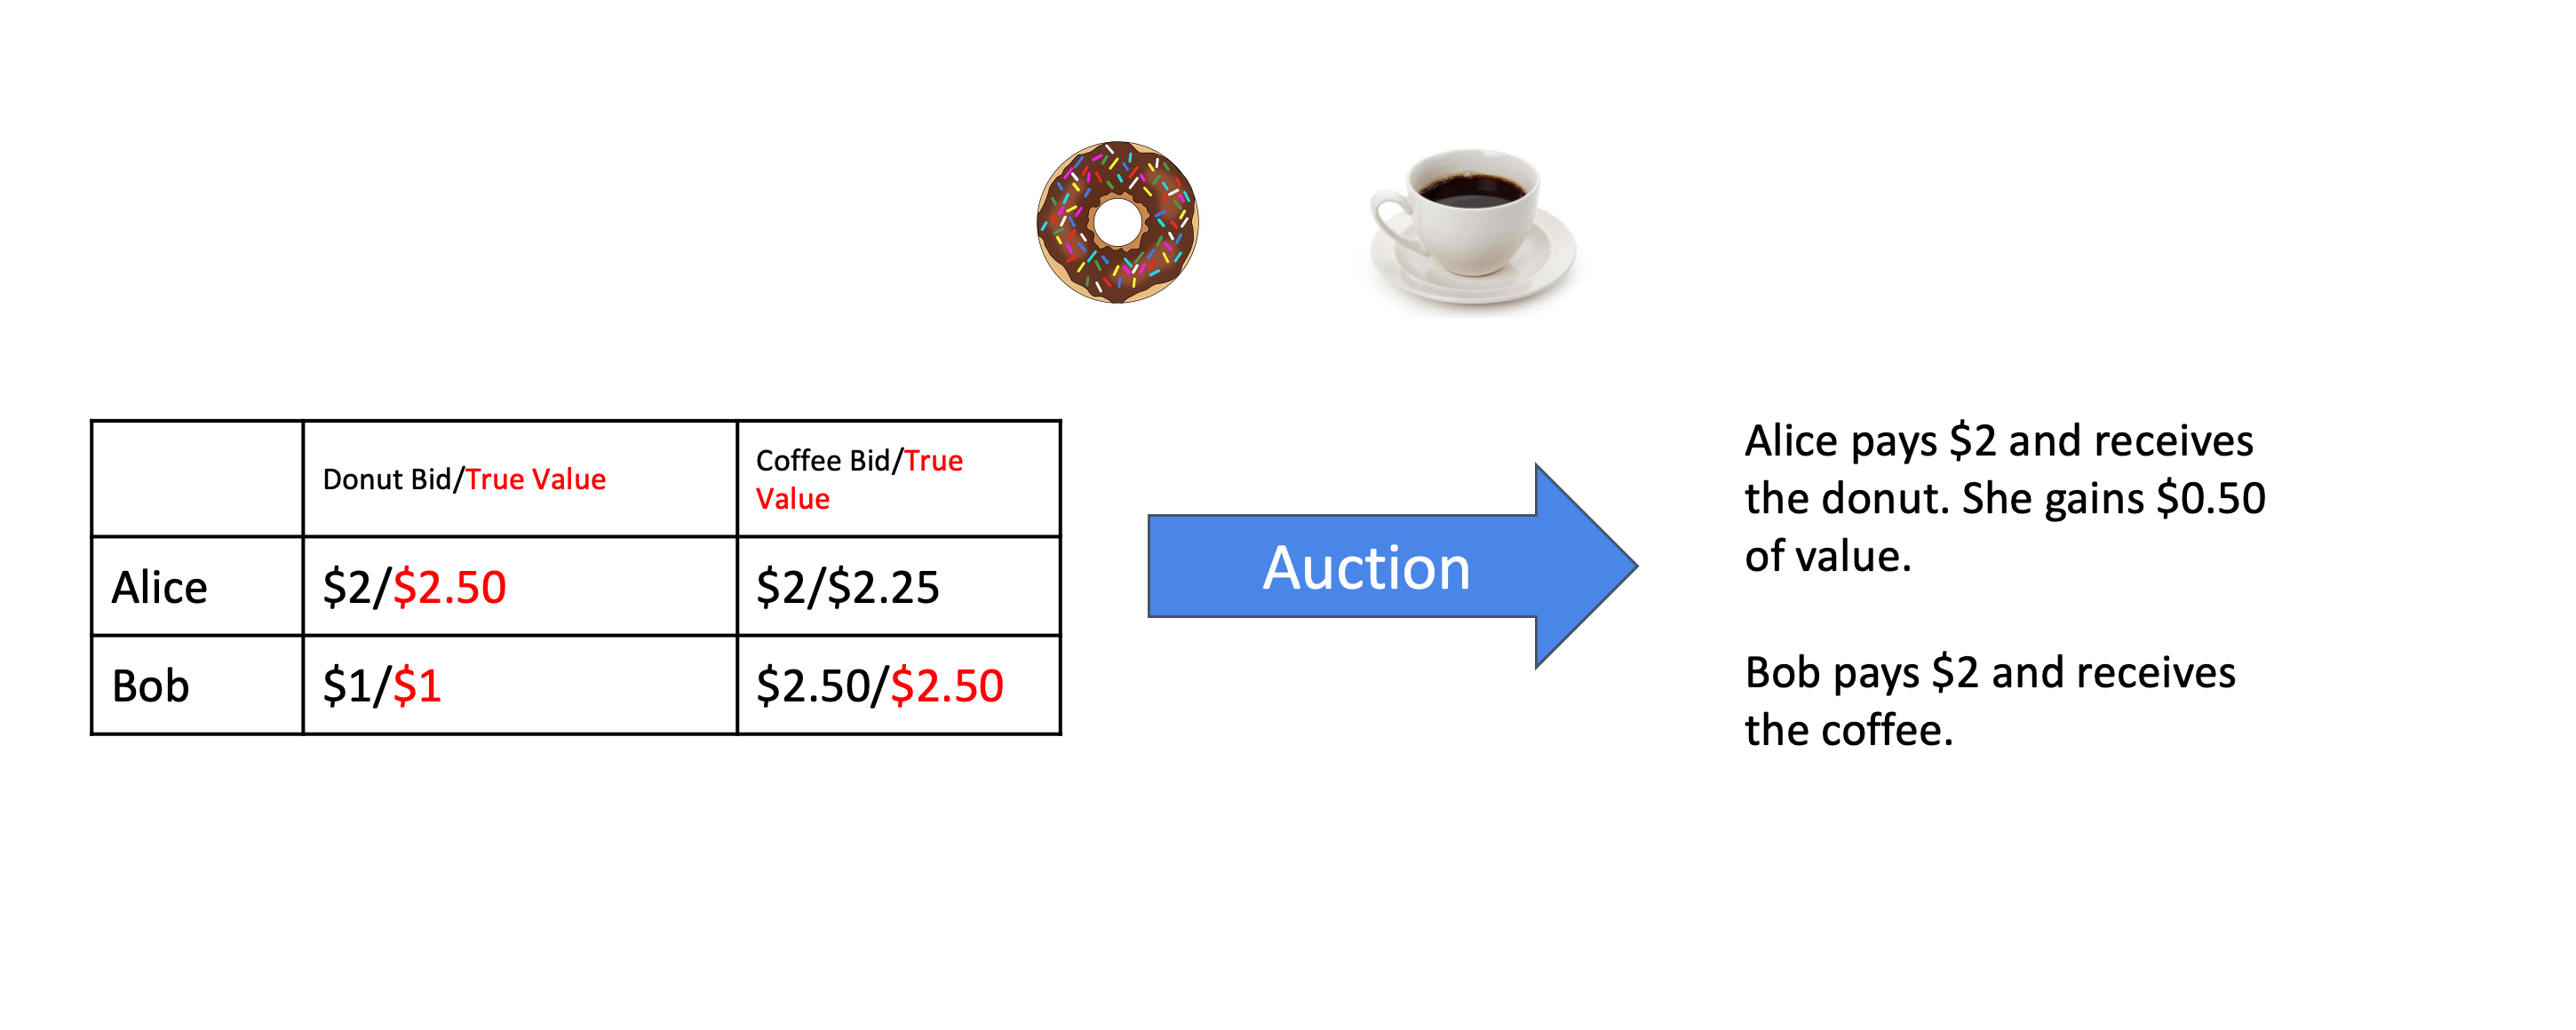 Donut Bid/True Value
Coffee Bid/True
Value
Alice
$2/$2.50
$2/$2.25
Bob
$1/$1
$2.50/$2.50
Auction
Alice pays $2 and receives
the donut. She gains $0.50
of value.
Bob pays $2 and receives
the coffee.